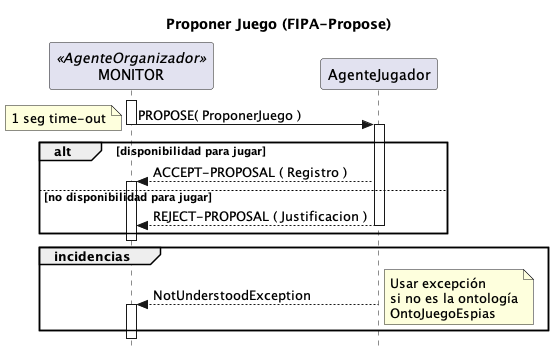 Proponer Juego (FIPA-Propose)
«AgenteOrganizador»
MONITOR
AgenteJugador
1 seg time-out
PROPOSE( ProponerJuego )
alt
[disponibilidad para jugar]
ACCEPT-PROPOSAL ( Registro )
[no disponibilidad para jugar]
REJECT-PROPOSAL ( Justificacion )
incidencias
NotUnderstoodException
Usar excepción
si no es la ontología
OntoJuegoEspias